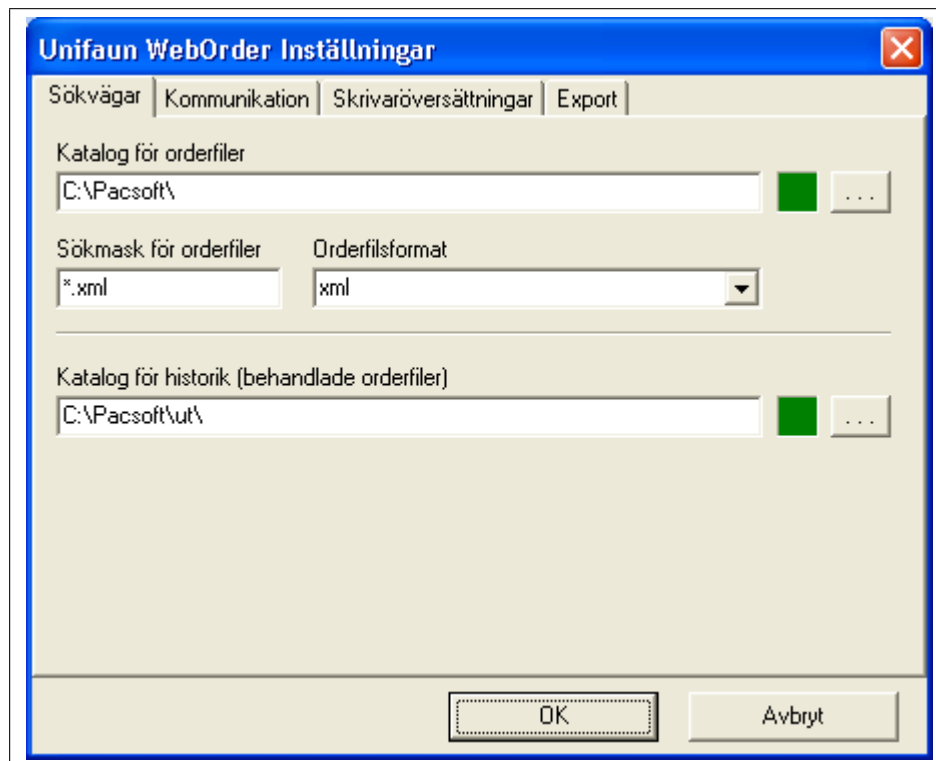 Unifaun WebOrder Inställningar
Sökvägar Kommunikation Skrivaröversättningar Export
Katalog för orderfiler
C:\Pacsoft\ ...
Sökmask för orderfiler Orderfilsformat
*.xml xml
Katalog för historik (behandlade orderfiler)
C:\Pacsoft\ut\ ...
OK Avbryt